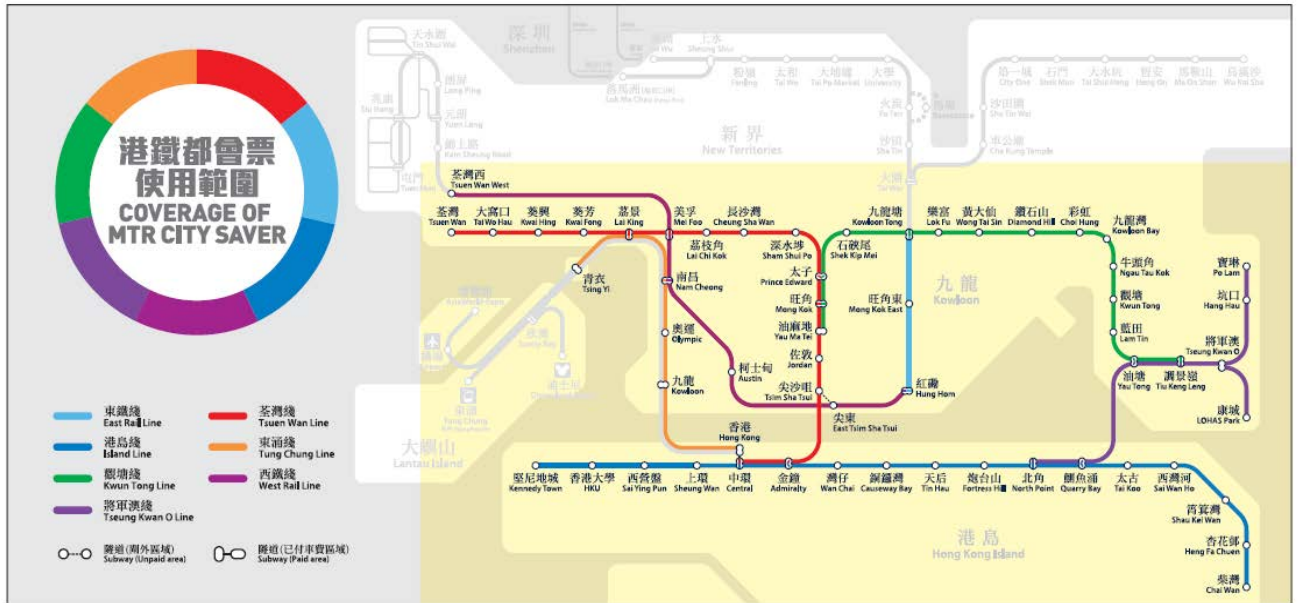 港鐵都會票
使用範圍
COVERAGE OF
MTR CITY SAVER
深圳
Shenzhen
新界
New Territories
天水圍
Tin Shui Wai
朗屏
Long Ping
元朗
Yuen Long
錦上路
Kam Sheung Road
兆康
Siu Hong
屯門
Tuen Mun
上水
Sheung Shui
落馬洲
Lok Ma Chau
粉嶺
Fanling
太和
Tai Wo
大埔墟
Tai Po Market
大學
University
火炭
Fo Tan
沙田
Sha Tin
大圍
Tai Wai
第一城
City One
石門
Shek Mun
大水坑
Tai Shui Hang
恆安
Heng On
馬鞍山
Ma On Shan
烏溪沙
Wu Kai Sha
沙田圍
Sha Tin Wai
車公廟
Che Kung Temple
荃灣西
Tsuen Wan West
荃灣
Tsuen Wan
大窩口
Tai Wo Hau
葵興
Kwai Hing
葵芳
Kwai Fong
荔景
Lai King
美孚
Mei Foo
荔枝角
Lai Chi Kok
長沙灣
Cheung Sha Wan
深水埗
Sham Shui Po
石硤尾
Shek Kip Mei
九龍塘
Kowloon Tong
樂富
Lok Fu
黃大仙
Wong Tai Sin
鑽石山
Diamond Hill
彩虹
Choi Hung
九龍灣
Kowloon Bay
牛頭角
Ngau Tau Kok
觀塘
Kwun Tong
藍田
Lam Tin
油塘
Yau Tong
調景嶺
Tiu Keng Leng
將軍澳
Tseung Kwan O
坑口
Hang Hau
寶琳
Po Lam
康城
LOHAS Park
太子
Prince Edward
旺角
Mong Kok
油麻地
Yau Ma Tei
佐敦
Jordan
尖沙咀
Tsim Sha Tsui
尖東
East Tsim Sha Tsui
旺角東
Mong Kok East
紅磡
Hung Hom
九龍
Kowloon
青衣
Tsing Yi
南昌
Nam Cheong
奧運
Olympic
九龍
Kowloon
柯士甸
Austin
香港
Hong Kong
欣澳
Sunny Bay
東涌
Tung Chung
大嶼山
Lantau Island
堅尼地城
Kennedy Town
香港大學
HKU
西營盤
Sai Ying Pun
上環
Sheung Wan
中環
Central
金鐘
Admiralty
灣仔
Wan Chai
銅鑼灣
Causeway Bay
天后
Tin Hau
炮台山
Fortress Hill
北角
North Point
鰂魚涌
Quarry Bay
太古
Tai Koo
西灣河
Sai Wan Ho
筲箕灣
Shau Kei Wan
杏花邨
Heng Fa Chuen
柴灣
Chai Wan
港島
Hong Kong Island
東鐵綫
East Rail Line
港島綫
Island Line
觀塘綫
Kwun Tong Line
將軍澳綫
Tseung Kwan O Line
荃灣綫
Tsuen Wan Line
東涌綫
Tung Chung Line
西鐵綫
West Rail Line
隧道(閘外區域)
Subway (Unpaid area)
隧道(已付車費區域)
Subway (Paid area)